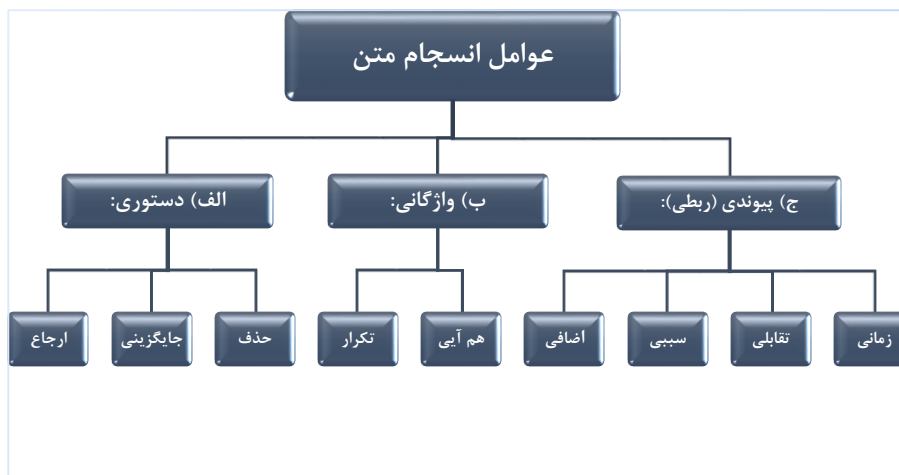 عوامل انسجام متن
الف) دستوری:
ب) واژگانی:
ج) پیوندی (ربطی):
ارجاع
جایگزینی
حذف
تکرار
هم آیی
اضافی
سببی
تقابلی
زمانی